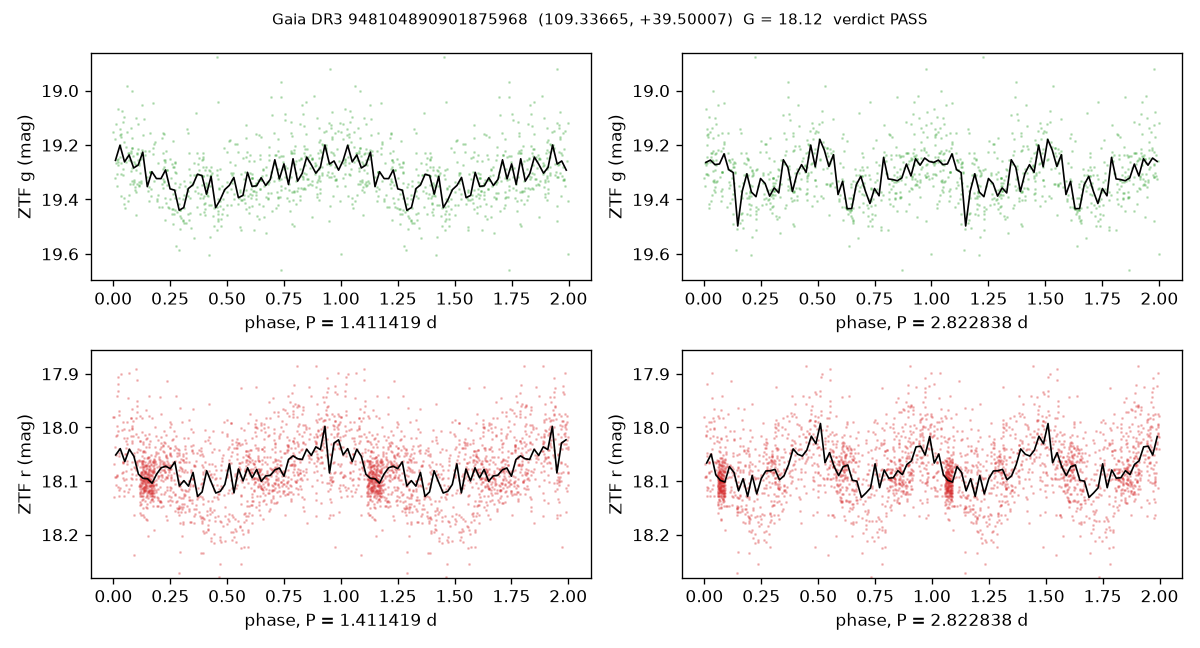 Gaia DR3 948104890901875968  (109.33665, +39.50007)  G = 18.12  verdict PASS
ZTF g (mag)
19.0
19.2
19.4
19.6
0.00 0.25 0.50 0.75 1.00 1.25 1.50 1.75 2.00
phase, P = 1.411419 d
ZTF g (mag)
19.0
19.2
19.4
19.6
0.00 0.25 0.50 0.75 1.00 1.25 1.50 1.75 2.00
phase, P = 2.822838 d
ZTF r (mag)
17.9
18.0
18.1
18.2
0.00 0.25 0.50 0.75 1.00 1.25 1.50 1.75 2.00
phase, P = 1.411419 d
ZTF r (mag)
17.9
18.0
18.1
18.2
0.00 0.25 0.50 0.75 1.00 1.25 1.50 1.75 2.00
phase, P = 2.822838 d